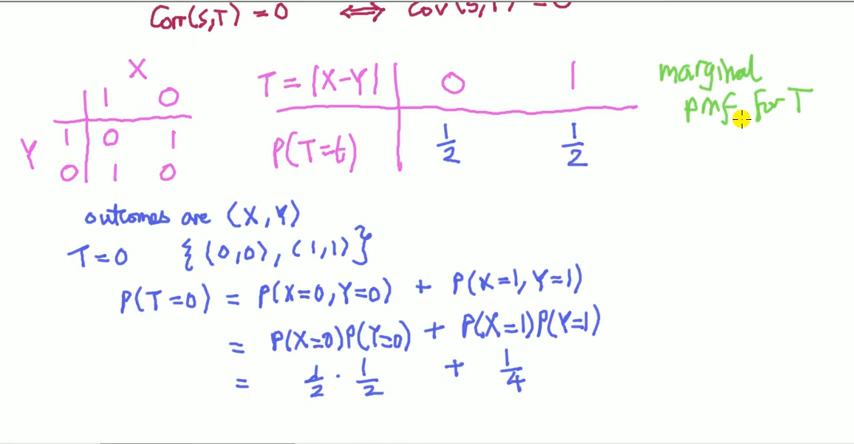 Corr(S,T) = 0 ⟺ Cov(S,T) = 0
X
1 0
Y 1 0 1
0 1 0
T = |X-Y| 0 1
P(T=t) 1/2 1/2
marginal
pmf for T
outcomes are (X,Y)
T=0 {(0,0), (1,1)}
P(T=0) = P(X=0,Y=0) + P(X=1,Y=1)
= P(X=0)P(Y=0) + P(X=1)P(Y=1)
= 1/2 · 1/2 + 1/4